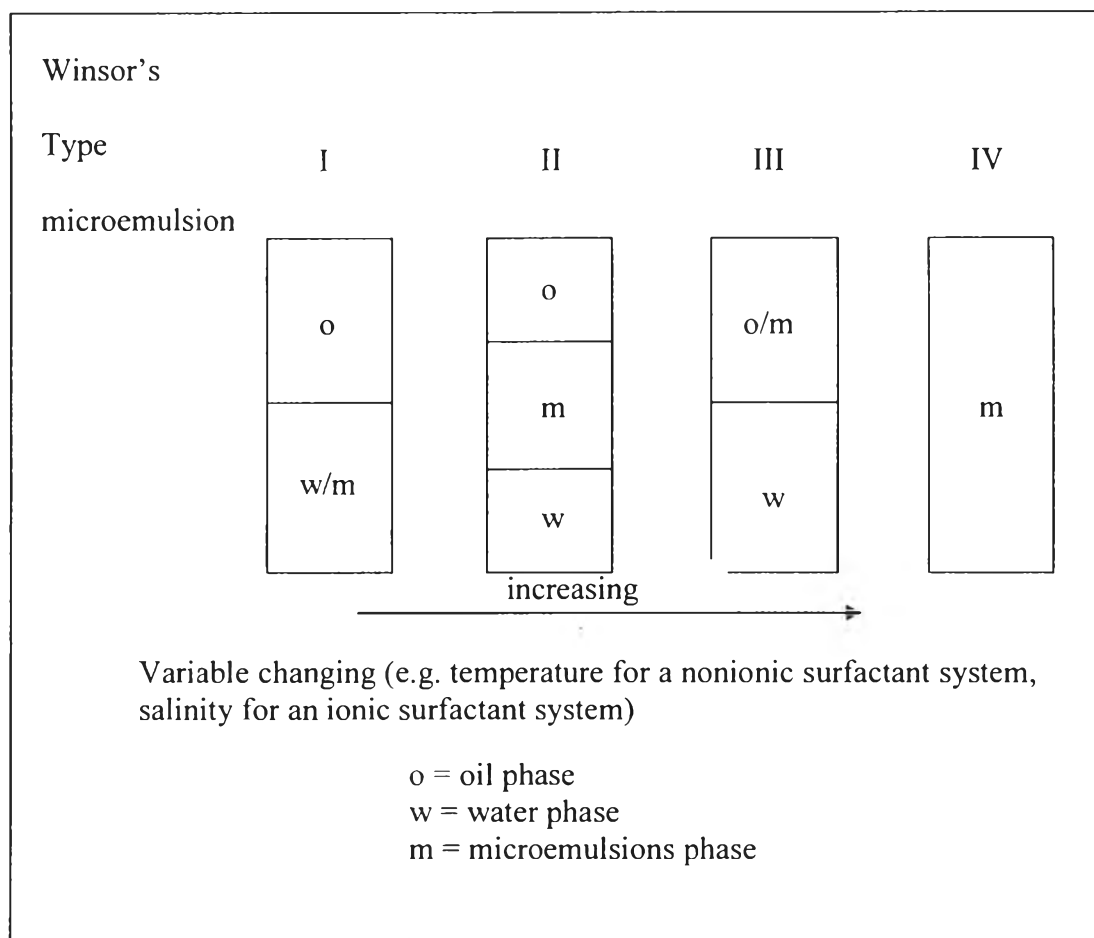 Winsor's
Type
I II III IV
microemulsion
o
w/m
o
m
w
o/m
w
m
increasing
Variable changing (e.g. temperature for a nonionic surfactant system,
salinity for an ionic surfactant system)
o = oil phase
w = water phase
m = microemulsions phase